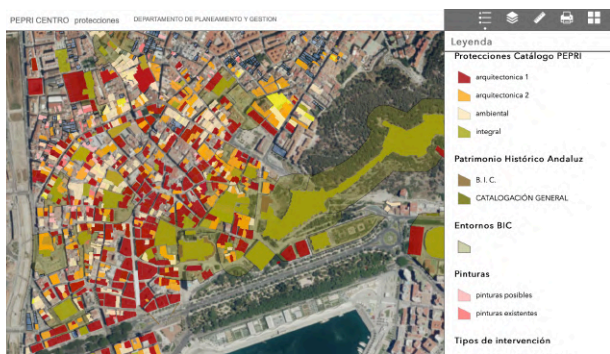 PEPRI CENTRO protecciones DEPARTAMENTO DE PLANEAMIENTO Y GESTION
Leyenda
Protecciones Catálogo PEPRI
arquitectonica 1
arquitectonica 2
ambiental
integral
Patrimonio Histórico Andaluz
B. I. C.
CATALOGACIÓN GENERAL
Entornos BIC
Pinturas
pinturas posibles
pinturas existentes
Tipos de intervención